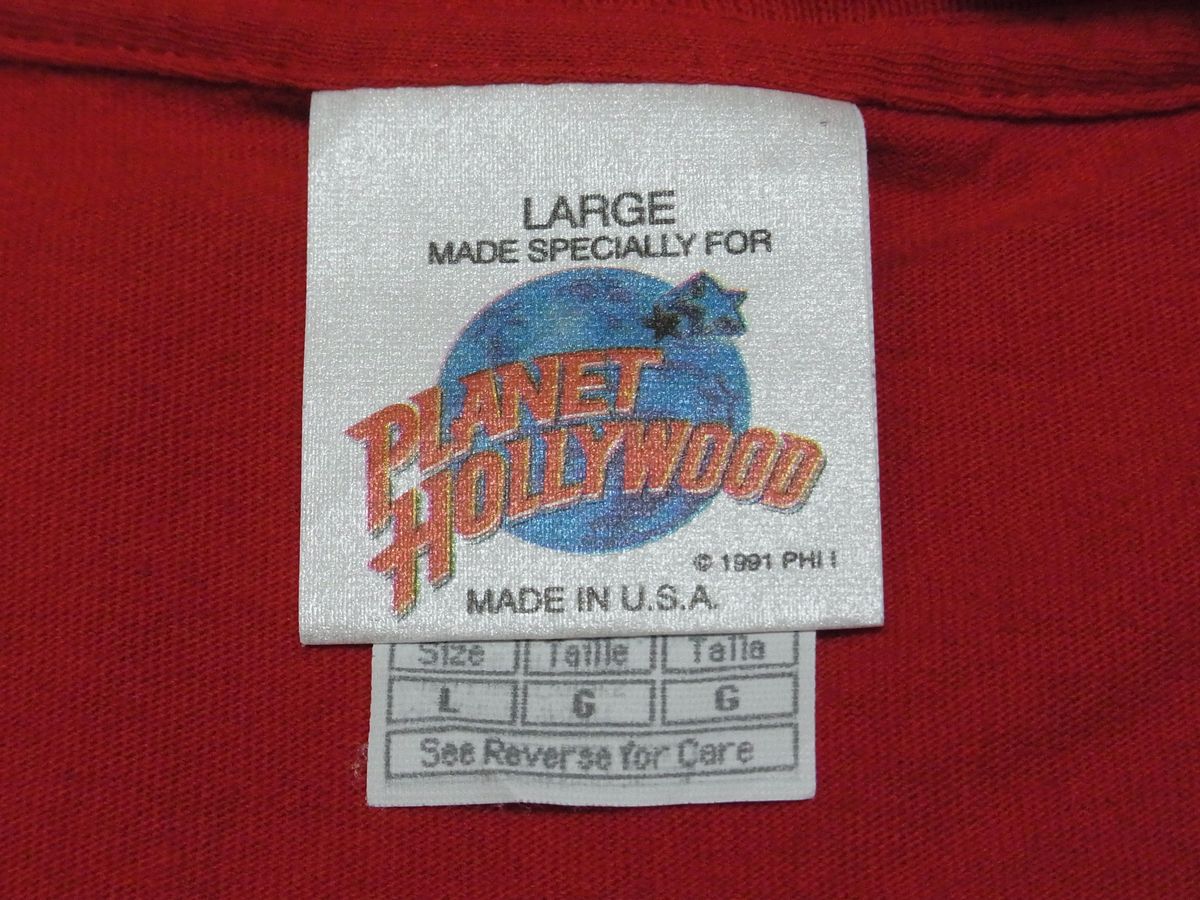 LARGE
MADE SPECIALLY FOR
PLANET
HOLLYWOOD
© 1991 PHI I
MADE IN U.S.A.
Size Taille Talla
L G G
See Reverse for Care